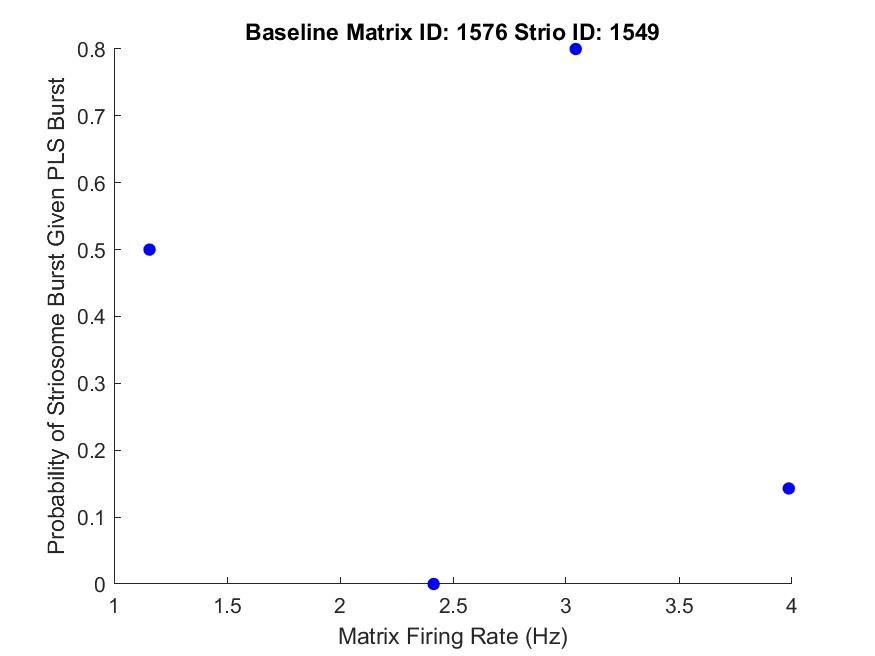 Baseline Matrix ID: 1576 Strio ID: 1549
Probability of Striosome Burst Given PLS Burst
0.8
0.7
0.6
0.5
0.4
0.3
0.2
0.1
0
1 1.5 2 2.5 3 3.5 4
Matrix Firing Rate (Hz)